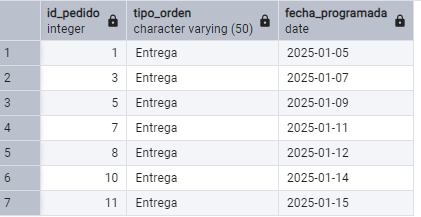 id_pedido tipo_orden fecha_programada
integer character varying (50) date
1 1 Entrega 2025-01-05
2 3 Entrega 2025-01-07
3 5 Entrega 2025-01-09
4 7 Entrega 2025-01-11
5 8 Entrega 2025-01-12
6 10 Entrega 2025-01-14
7 11 Entrega 2025-01-15